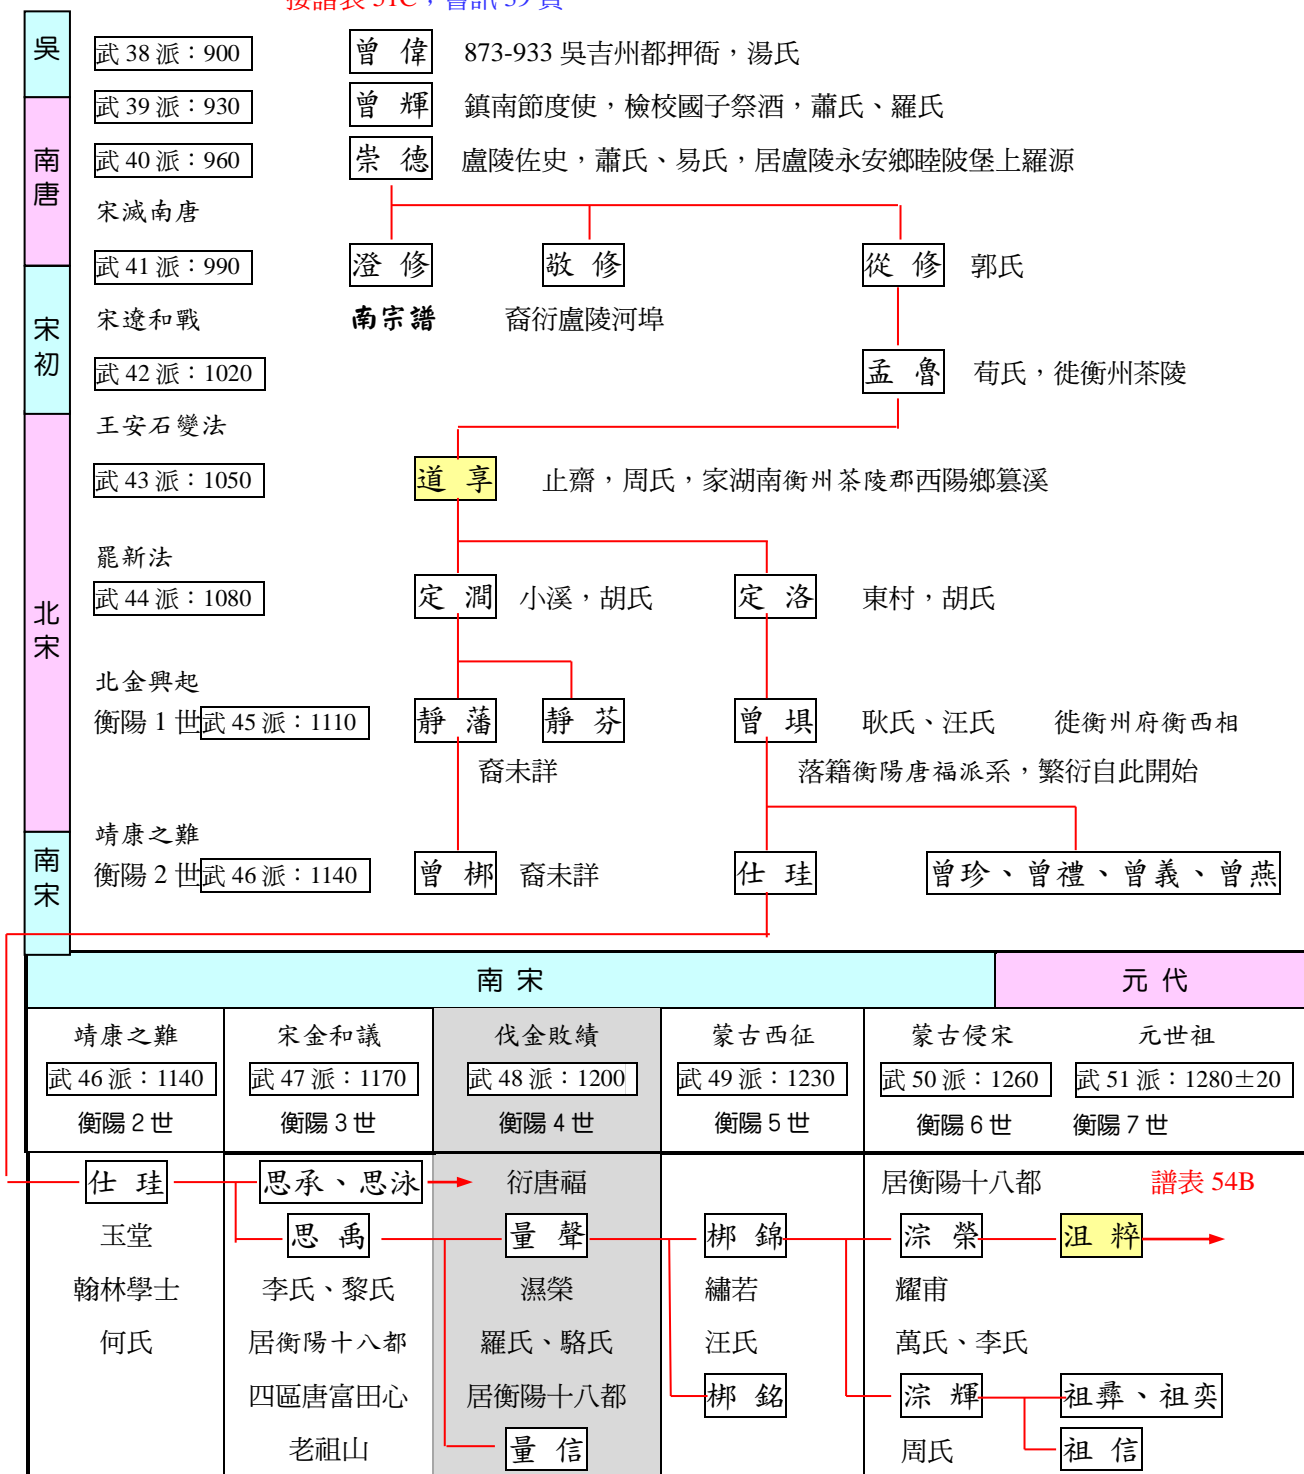 吳
武 38 派：900
曾 偉
873-933 吳吉州都押衙，湯氏
武 39 派：930
曾 輝
鎮南節度使，檢校國子祭酒，蕭氏、羅氏
南唐
武 40 派：960
崇 德
盧陵佐史，蕭氏、易氏，居盧陵永安鄉睦陂堡上羅源
宋滅南唐
武 41 派：990
澄 修
敬 修
從 修
郭氏
宋初
宋遼和戰
南宗譜
裔衍盧陵河埠
武 42 派：1020
孟 魯
荀氏，徙衡州茶陵
王安石變法
武 43 派：1050
道 享
止齋，周氏，家湖南衡州茶陵郡西陽鄉簒溪
北宋
罷新法
武 44 派：1080
定 澗
小溪，胡氏
定 洛
東村，胡氏
北金興起
衡陽 1 世武 45 派：1110
靜 藩
靜 芬
曾 埧
耿氏、汪氏
徙衡州府衡西相
裔未詳
落籍衡陽唐福派系，繁衍自此開始
南宋
靖康之難
衡陽 2 世武 46 派：1140
曾 梆
裔未詳
仕 珪
曾珍、曾禮、曾義、曾燕
南 宋
元 代
靖康之難
宋金和議
伐金敗績
蒙古西征
蒙古侵宋
元世祖
武 46 派：1140
武 47 派：1170
武 48 派：1200
武 49 派：1230
武 50 派：1260
武 51 派：1280±20
衡陽 2 世
衡陽 3 世
衡陽 4 世
衡陽 5 世
衡陽 6 世
衡陽 7 世
仕 珪
思承、思泳
衍唐福
居衡陽十八都
譜表 54B
玉堂
思 禹
量 聲
梆 錦
淙 榮
沮 粹
翰林學士
李氏、黎氏
濕榮
繡若
耀甫
何氏
居衡陽十八都
羅氏、駱氏
汪氏
萬氏、李氏
四區唐富田心
居衡陽十八都
梆 銘
淙 輝
祖彝、祖奕
老祖山
量 信
周氏
祖 信